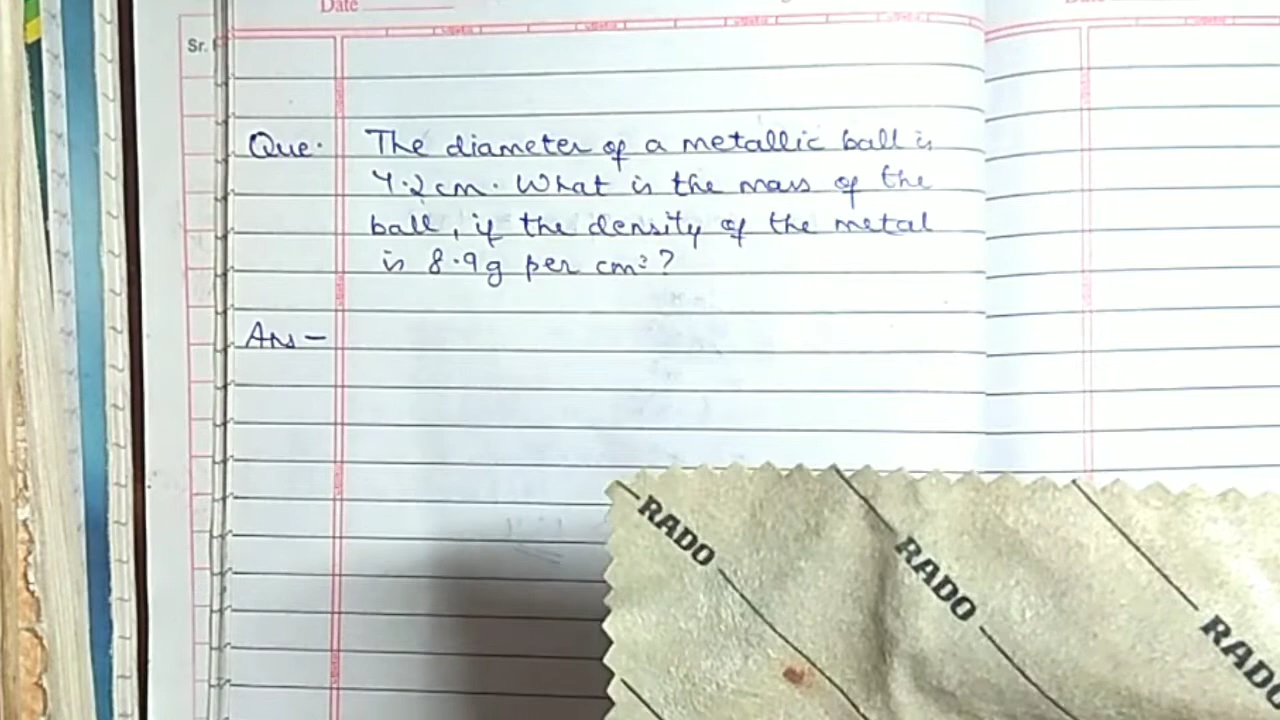 Date
Sr.
Que. The diameter of a metallic ball is
4.2 cm. What is the mass of the
ball, if the density of the metal
is 8.9g per cm³?
Ans -
RADO
RADO
RADO